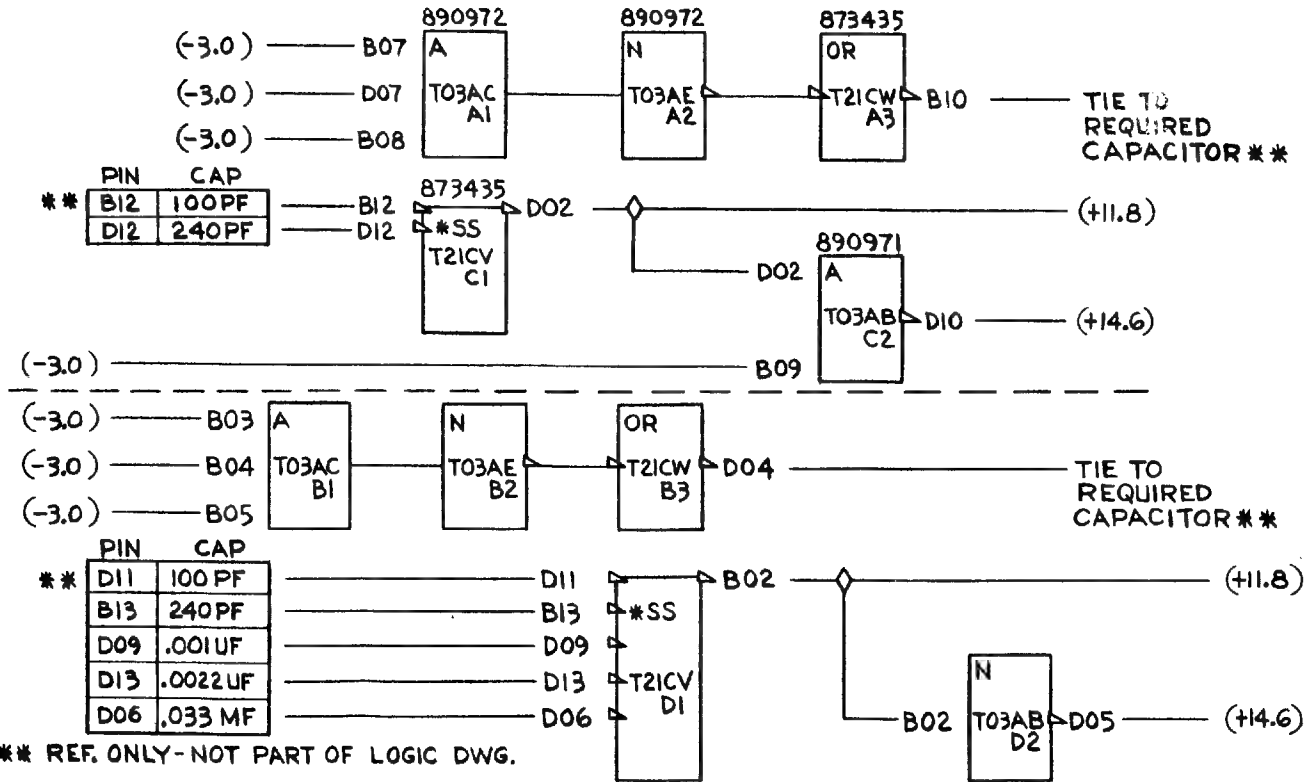 890972 890972 873435
(-3.0) B07 A N OR
(-3.0) D07 T03AC T03AE T21CW B10 TIE TO
A1 A2 A3 REQUIRED
(-3.0) B08 CAPACITOR **
PIN CAP
873435
** B12 100PF B12 D02 (+11.8)
D12 240PF D12 *SS
890971
T21CV D02 A
C1
T03AB D10 (+14.6)
C2
(-3.0) B09
(-3.0) B03 A N OR
(-3.0) B04 T03AC T03AE T21CW D04 TIE TO
B1 B2 B3 REQUIRED
(-3.0) B05 CAPACITOR **
PIN CAP
** D11 100PF D11 B02 (+11.8)
B13 240PF B13 *SS
D09 .001UF D09
D13 .0022UF D13 T21CV N
D1
D06 .033 MF D06 B02 T03AB D05 (+14.6)
D2
** REF. ONLY-NOT PART OF LOGIC DWG.